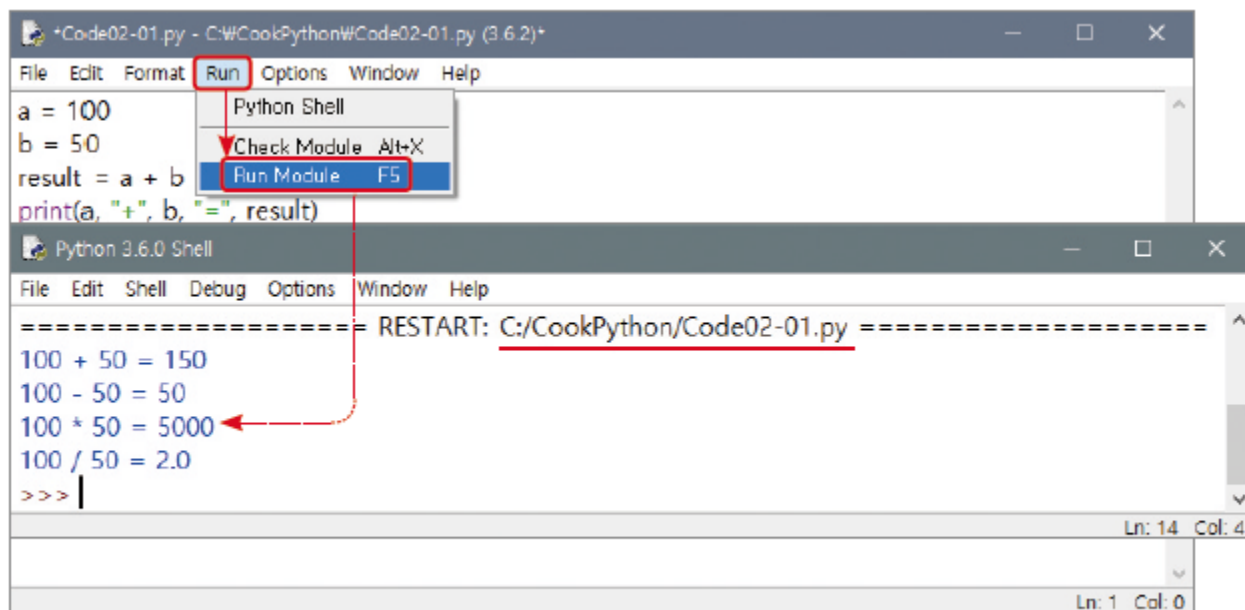 *Code02-01.py - C:₩CookPython₩Code02-01.py (3.6.2)*
File Edit Format Run Options Window Help
a = 100
Python Shell
b = 50
Check Module Alt+X
result = a + b
Run Module F5
print(a, "+", b, "=", result)
Python 3.6.0 Shell
File Edit Shell Debug Options Window Help
==================== RESTART: C:/CookPython/Code02-01.py ====================
100 + 50 = 150
100 - 50 = 50
100 * 50 = 5000
100 / 50 = 2.0
>>>
Ln: 14 Col: 4
Ln: 1 Col: 0